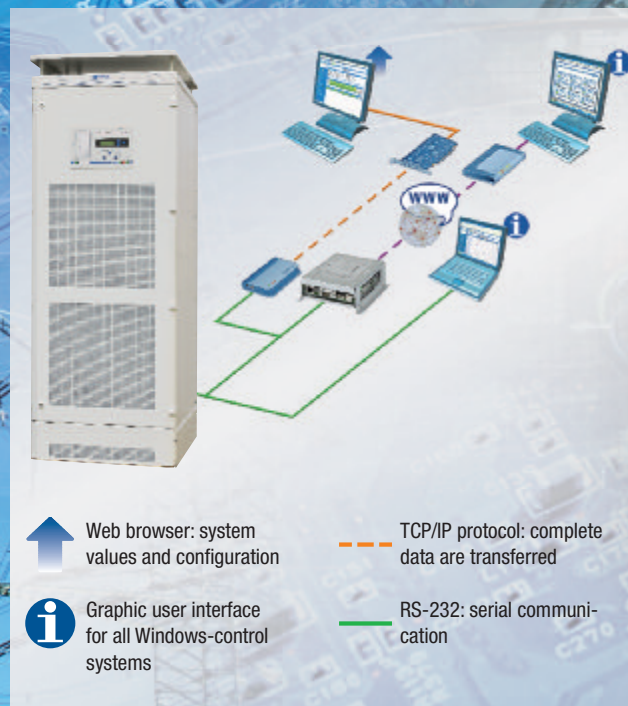 WWW
Web browser: system
values and configuration
TCP/IP protocol: complete
data are transferred
Graphic user interface
for all Windows-control
systems
RS-232: serial communi-
cation